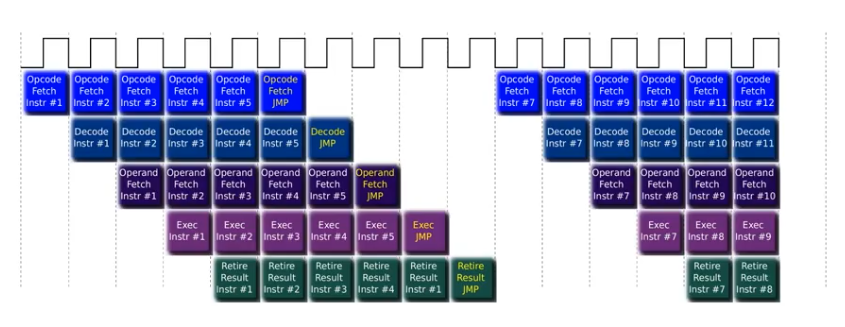 Opcode Opcode Opcode Opcode Opcode Opcode Opcode Opcode Opcode Opcode Opcode Opcode
Fetch Fetch Fetch Fetch Fetch Fetch Fetch Fetch Fetch Fetch Fetch Fetch
Instr #1 Instr #2 Instr #3 Instr #4 Instr #5 JMP Instr #7 Instr #8 Instr #9 Instr #10 Instr #11 Instr #12
Decode Decode Decode Decode Decode Decode Decode Decode Decode Decode Decode
Instr #1 Instr #2 Instr #3 Instr #4 Instr #5 JMP Instr #7 Instr #8 Instr #9 Instr #10 Instr #11
Operand Operand Operand Operand Operand Operand Operand Operand Operand Operand
Fetch Fetch Fetch Fetch Fetch Fetch Fetch Fetch Fetch Fetch
Instr #1 Instr #2 Instr #3 Instr #4 Instr #5 JMP Instr #7 Instr #8 Instr #9 Instr #10
Exec Exec Exec Exec Exec Exec Exec Exec Exec
Instr #1 Instr #2 Instr #3 Instr #4 Instr #5 JMP Instr #7 Instr #8 Instr #9
Retire Retire Retire Retire Retire Retire Retire Retire
Result Result Result Result Result Result Result Result
Instr #1 Instr #2 Instr #3 Instr #4 Instr #1 JMP Instr #7 Instr #8